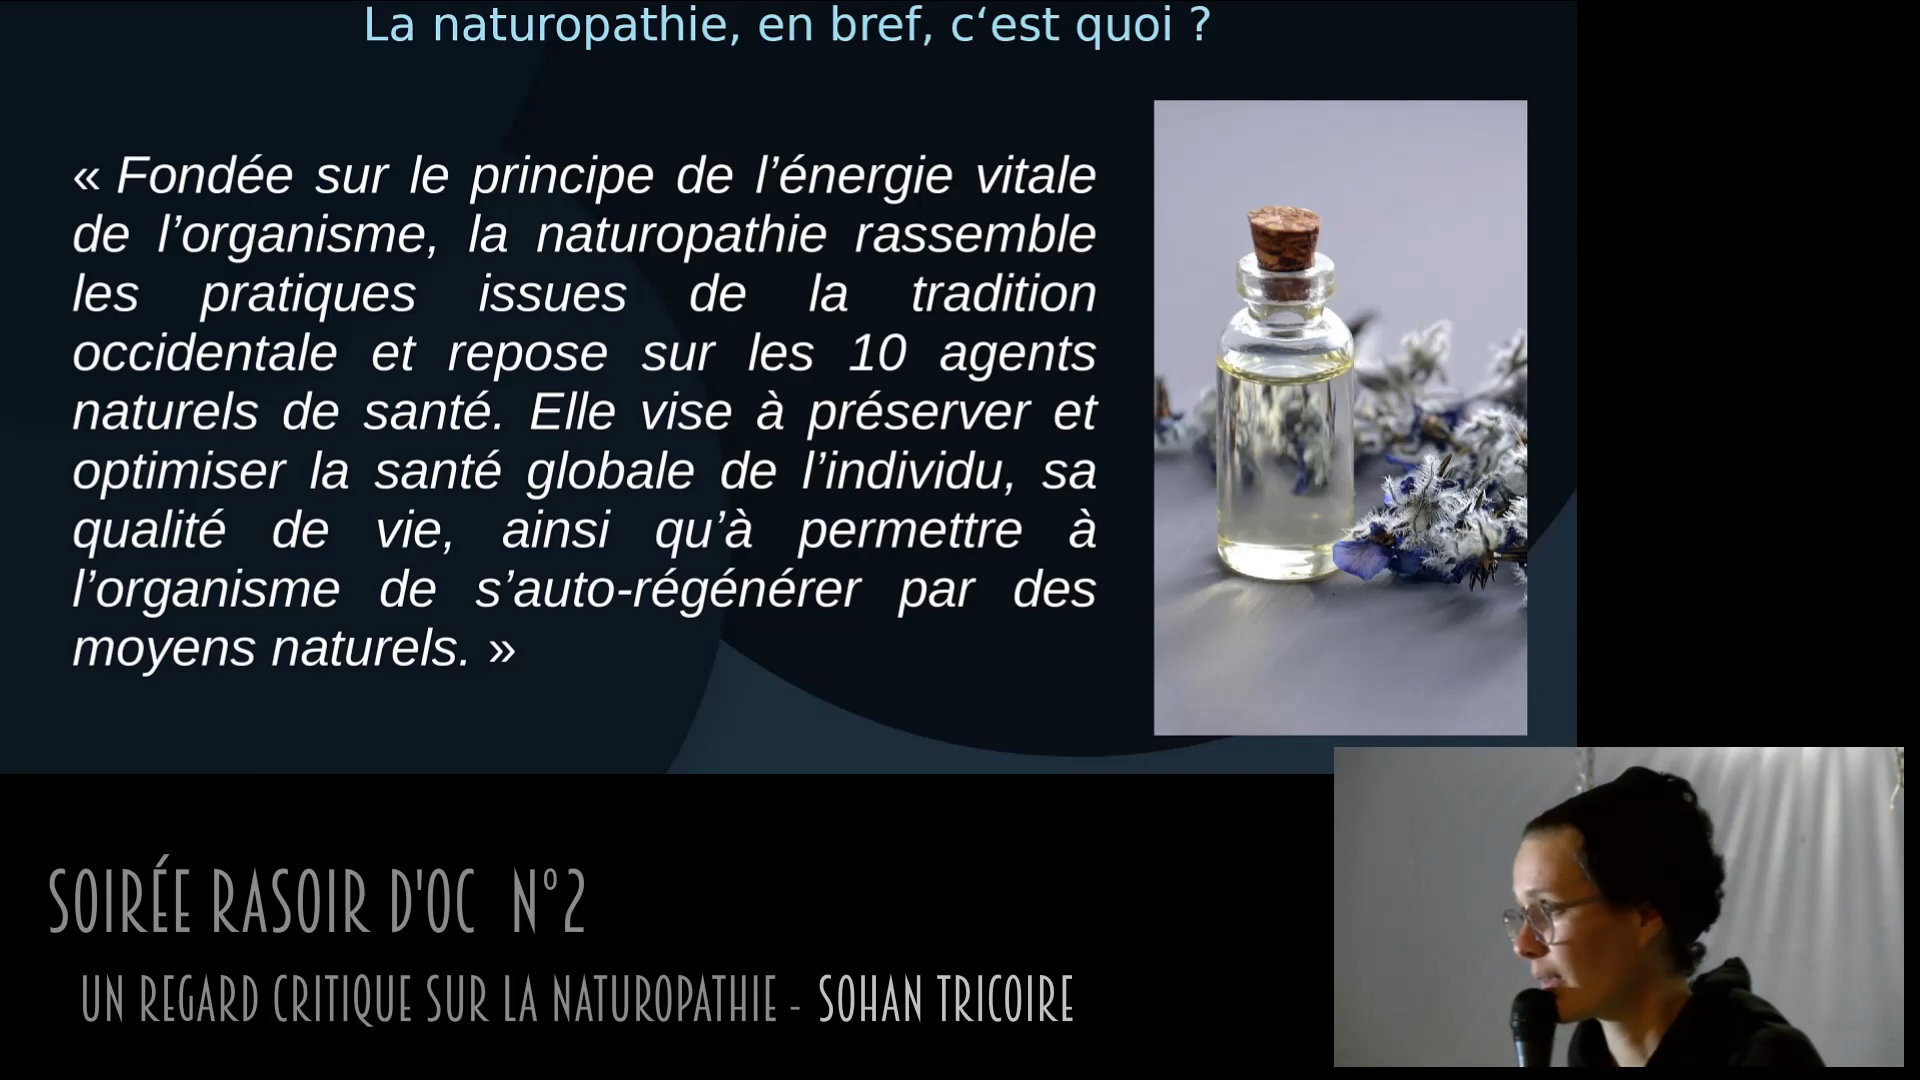 La naturopathie, en bref, c‘est quoi ?
« Fondée sur le principe de l’énergie vitale
de l’organisme, la naturopathie rassemble
les pratiques issues de la tradition
occidentale et repose sur les 10 agents
naturels de santé. Elle vise à préserver et
optimiser la santé globale de l’individu, sa
qualité de vie, ainsi qu’à permettre à
l’organisme de s’auto-régénérer par des
moyens naturels. »
SOIRÉE RASOIR D'OC N°2
UN REGARD CRITIQUE SUR LA NATUROPATHIE - SOHAN TRICOIRE